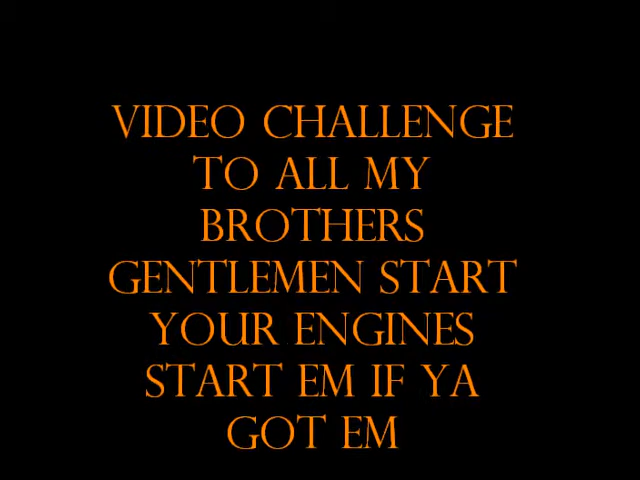 VIDEO CHALLENGE
TO ALL MY
BROTHERS
GENTLEMEN START
YOUR ENGINES
START EM IF YA
GOT EM